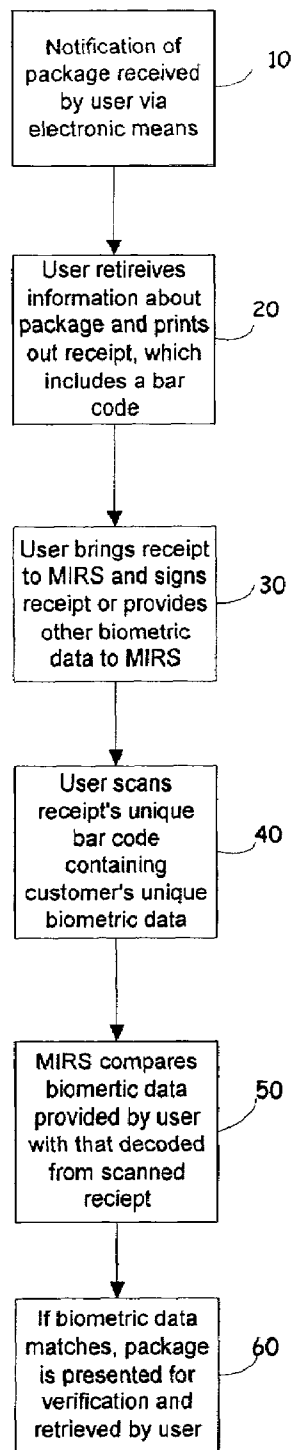 Notification of
package received
by user via
electronic means
10
User retireives
information about
package and prints
out receipt, which
includes a bar
code
20
User brings receipt
to MIRS and signs
receipt or provides
other biometric
data to MIRS
30
User scans
receipt's unique
bar code
containing
customer's unique
biometric data
40
MIRS compares
biomertic data
provided by user
with that decoded
from scanned
reciept
50
If biometric data
matches, package
is presented for
verification and
retrieved by user
60